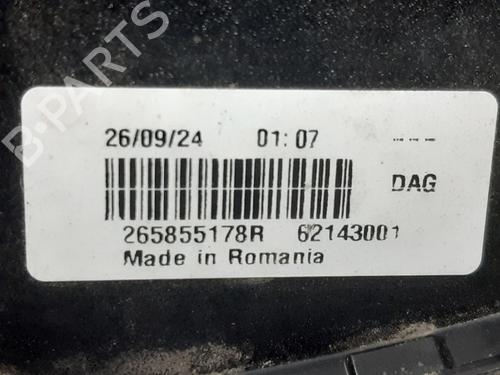 26/09/24 01:07 ---
DAG
265855178R 62143001
Made in Romania
B-PARTS